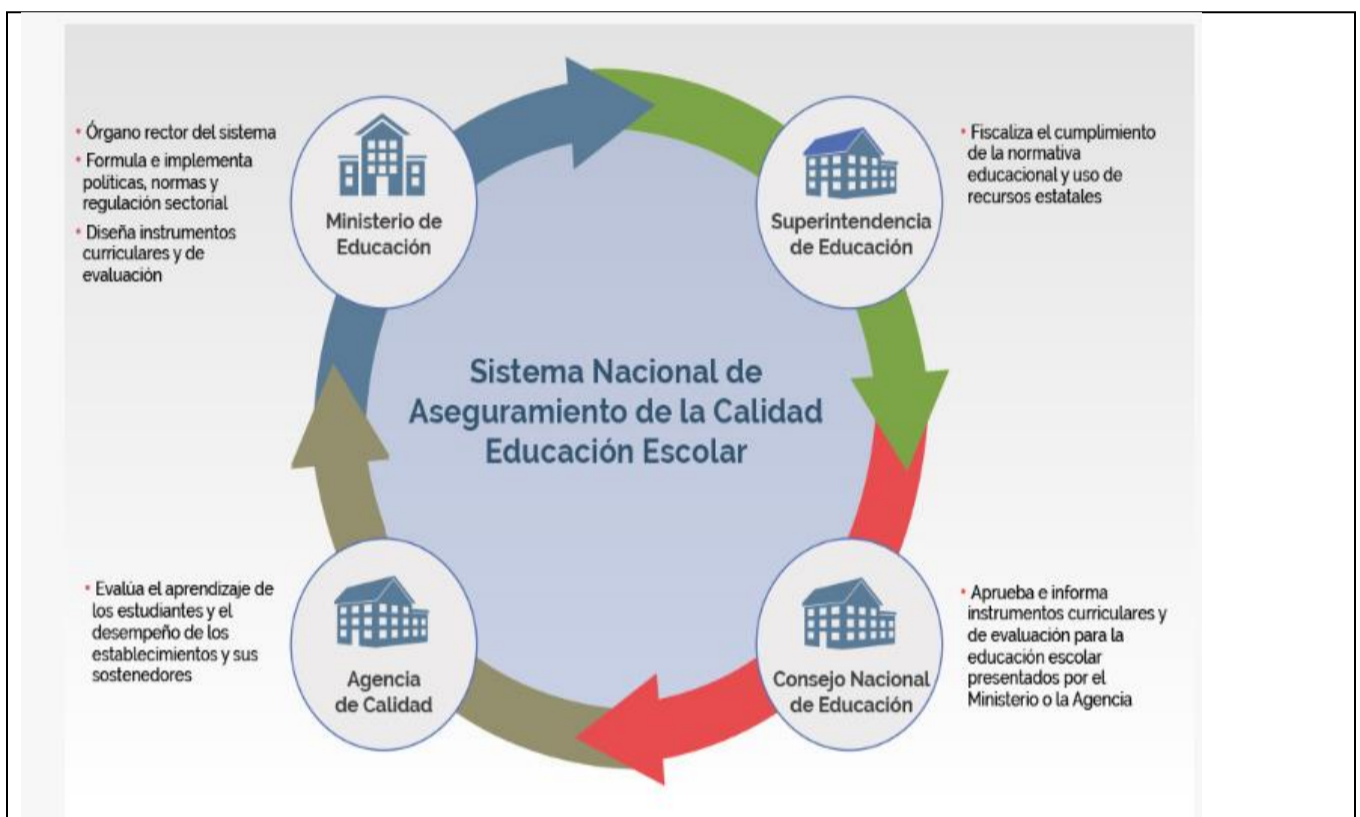 • Órgano rector del sistema
• Formula e implementa
políticas, normas y
regulación sectorial
• Diseña instrumentos
curriculares y de
evaluación
Ministerio de
Educación
Superintendencia
de Educación
• Fiscaliza el cumplimiento
de la normativa
educacional y uso de
recursos estatales
Sistema Nacional de
Aseguramiento de la Calidad
Educación Escolar
• Evalúa el aprendizaje de
los estudiantes y el
desempeño de los
establecimientos y sus
sostenedores
Agencia
de Calidad
Consejo Nacional
de Educación
• Aprueba e informa
instrumentos curriculares y
de evaluación para la
educación escolar
presentados por el
Ministerio o la Agencia